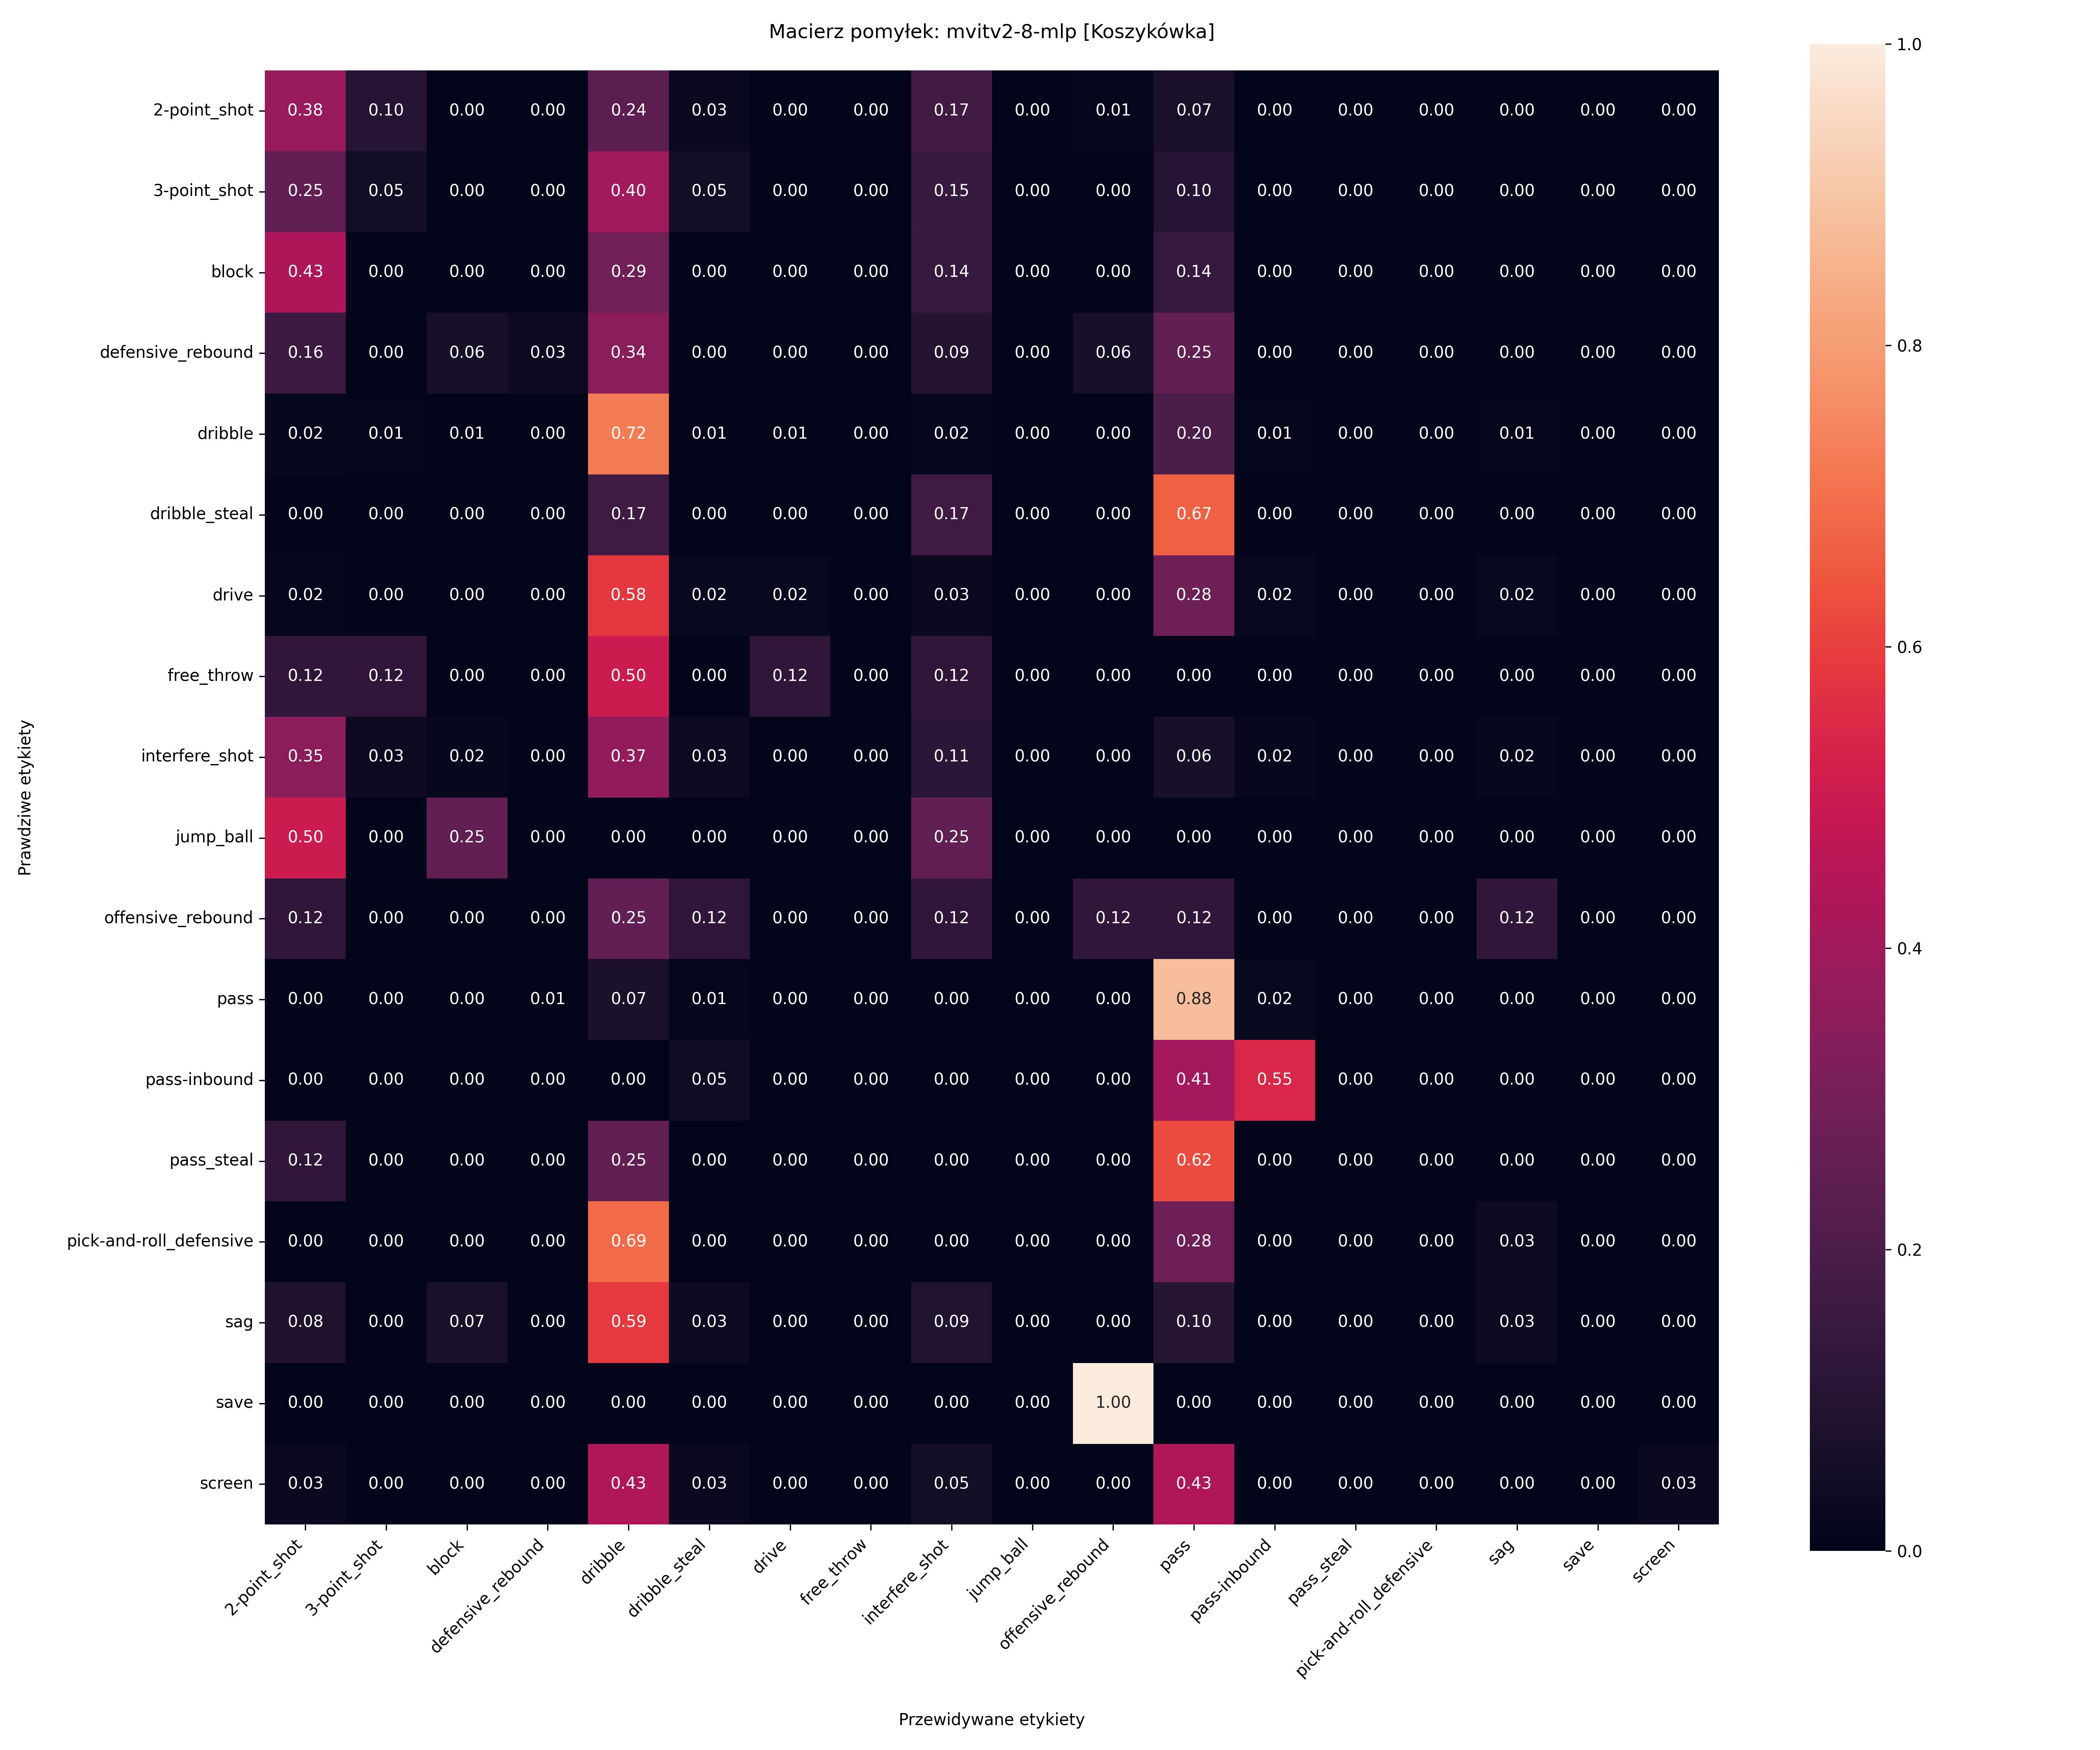 Macierz pomyłek: mvitv2-8-mlp [Koszykówka]
Prawdziwe etykiety
2-point_shot 0.38 0.10 0.00 0.00 0.24 0.03 0.00 0.00 0.17 0.00 0.01 0.07 0.00 0.00 0.00 0.00 0.00 0.00
3-point_shot 0.25 0.05 0.00 0.00 0.40 0.05 0.00 0.00 0.15 0.00 0.00 0.10 0.00 0.00 0.00 0.00 0.00 0.00
block 0.43 0.00 0.00 0.00 0.29 0.00 0.00 0.00 0.14 0.00 0.00 0.14 0.00 0.00 0.00 0.00 0.00 0.00
defensive_rebound 0.16 0.00 0.06 0.03 0.34 0.00 0.00 0.00 0.09 0.00 0.06 0.25 0.00 0.00 0.00 0.00 0.00 0.00
dribble 0.02 0.01 0.01 0.00 0.72 0.01 0.01 0.00 0.02 0.00 0.00 0.20 0.01 0.00 0.00 0.01 0.00 0.00
dribble_steal 0.00 0.00 0.00 0.00 0.17 0.00 0.00 0.00 0.17 0.00 0.00 0.67 0.00 0.00 0.00 0.00 0.00 0.00
drive 0.02 0.00 0.00 0.00 0.58 0.02 0.02 0.00 0.03 0.00 0.00 0.28 0.02 0.00 0.00 0.02 0.00 0.00
free_throw 0.12 0.12 0.00 0.00 0.50 0.00 0.12 0.00 0.12 0.00 0.00 0.00 0.00 0.00 0.00 0.00 0.00 0.00
interfere_shot 0.35 0.03 0.02 0.00 0.37 0.03 0.00 0.00 0.11 0.00 0.00 0.06 0.02 0.00 0.00 0.02 0.00 0.00
jump_ball 0.50 0.00 0.25 0.00 0.00 0.00 0.00 0.00 0.25 0.00 0.00 0.00 0.00 0.00 0.00 0.00 0.00 0.00
offensive_rebound 0.12 0.00 0.00 0.00 0.25 0.12 0.00 0.00 0.12 0.00 0.12 0.12 0.00 0.00 0.00 0.12 0.00 0.00
pass 0.00 0.00 0.00 0.01 0.07 0.01 0.00 0.00 0.00 0.00 0.00 0.88 0.02 0.00 0.00 0.00 0.00 0.00
pass-inbound 0.00 0.00 0.00 0.00 0.00 0.05 0.00 0.00 0.00 0.00 0.00 0.41 0.55 0.00 0.00 0.00 0.00 0.00
pass_steal 0.12 0.00 0.00 0.00 0.25 0.00 0.00 0.00 0.00 0.00 0.00 0.62 0.00 0.00 0.00 0.00 0.00 0.00
pick-and-roll_defensive 0.00 0.00 0.00 0.00 0.69 0.00 0.00 0.00 0.00 0.00 0.00 0.28 0.00 0.00 0.00 0.03 0.00 0.00
sag 0.08 0.00 0.07 0.00 0.59 0.03 0.00 0.00 0.09 0.00 0.00 0.10 0.00 0.00 0.00 0.03 0.00 0.00
save 0.00 0.00 0.00 0.00 0.00 0.00 0.00 0.00 0.00 0.00 1.00 0.00 0.00 0.00 0.00 0.00 0.00 0.00
screen 0.03 0.00 0.00 0.00 0.43 0.03 0.00 0.00 0.05 0.00 0.00 0.43 0.00 0.00 0.00 0.00 0.00 0.03
2-point_shot 3-point_shot block defensive_rebound dribble dribble_steal drive free_throw interfere_shot jump_ball offensive_rebound pass pass-inbound pass_steal pick-and-roll_defensive sag save screen
Przewidywane etykiety
1.0
0.8
0.6
0.4
0.2
0.0